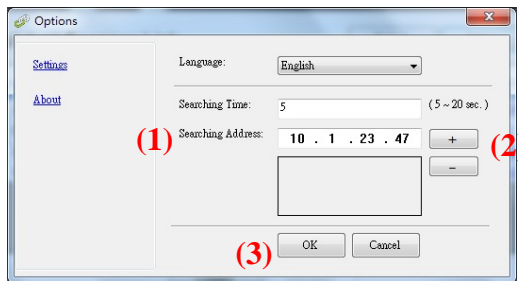 Options
Settings
About
Language: English
Searching Time: 5 ( 5 ~ 20 sec. )
(1) Searching Address: 10 . 1 . 23 . 47 + (2
-
(3) OK Cancel